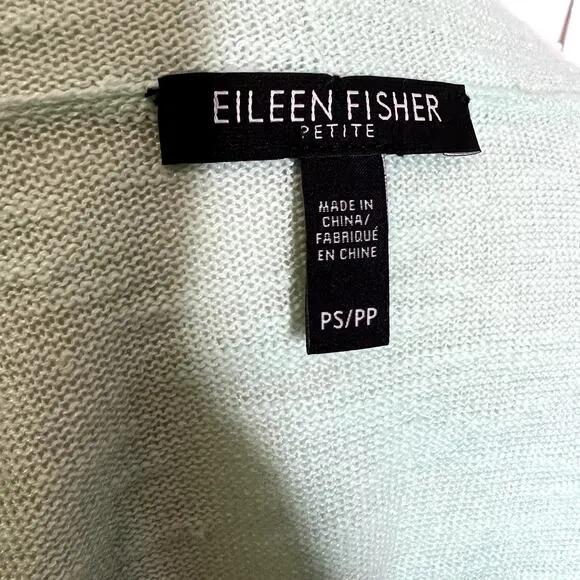 EILEEN FISHER
PETITE
MADE IN
CHINA/
FABRIQUÉ
EN CHINE
PS/PP